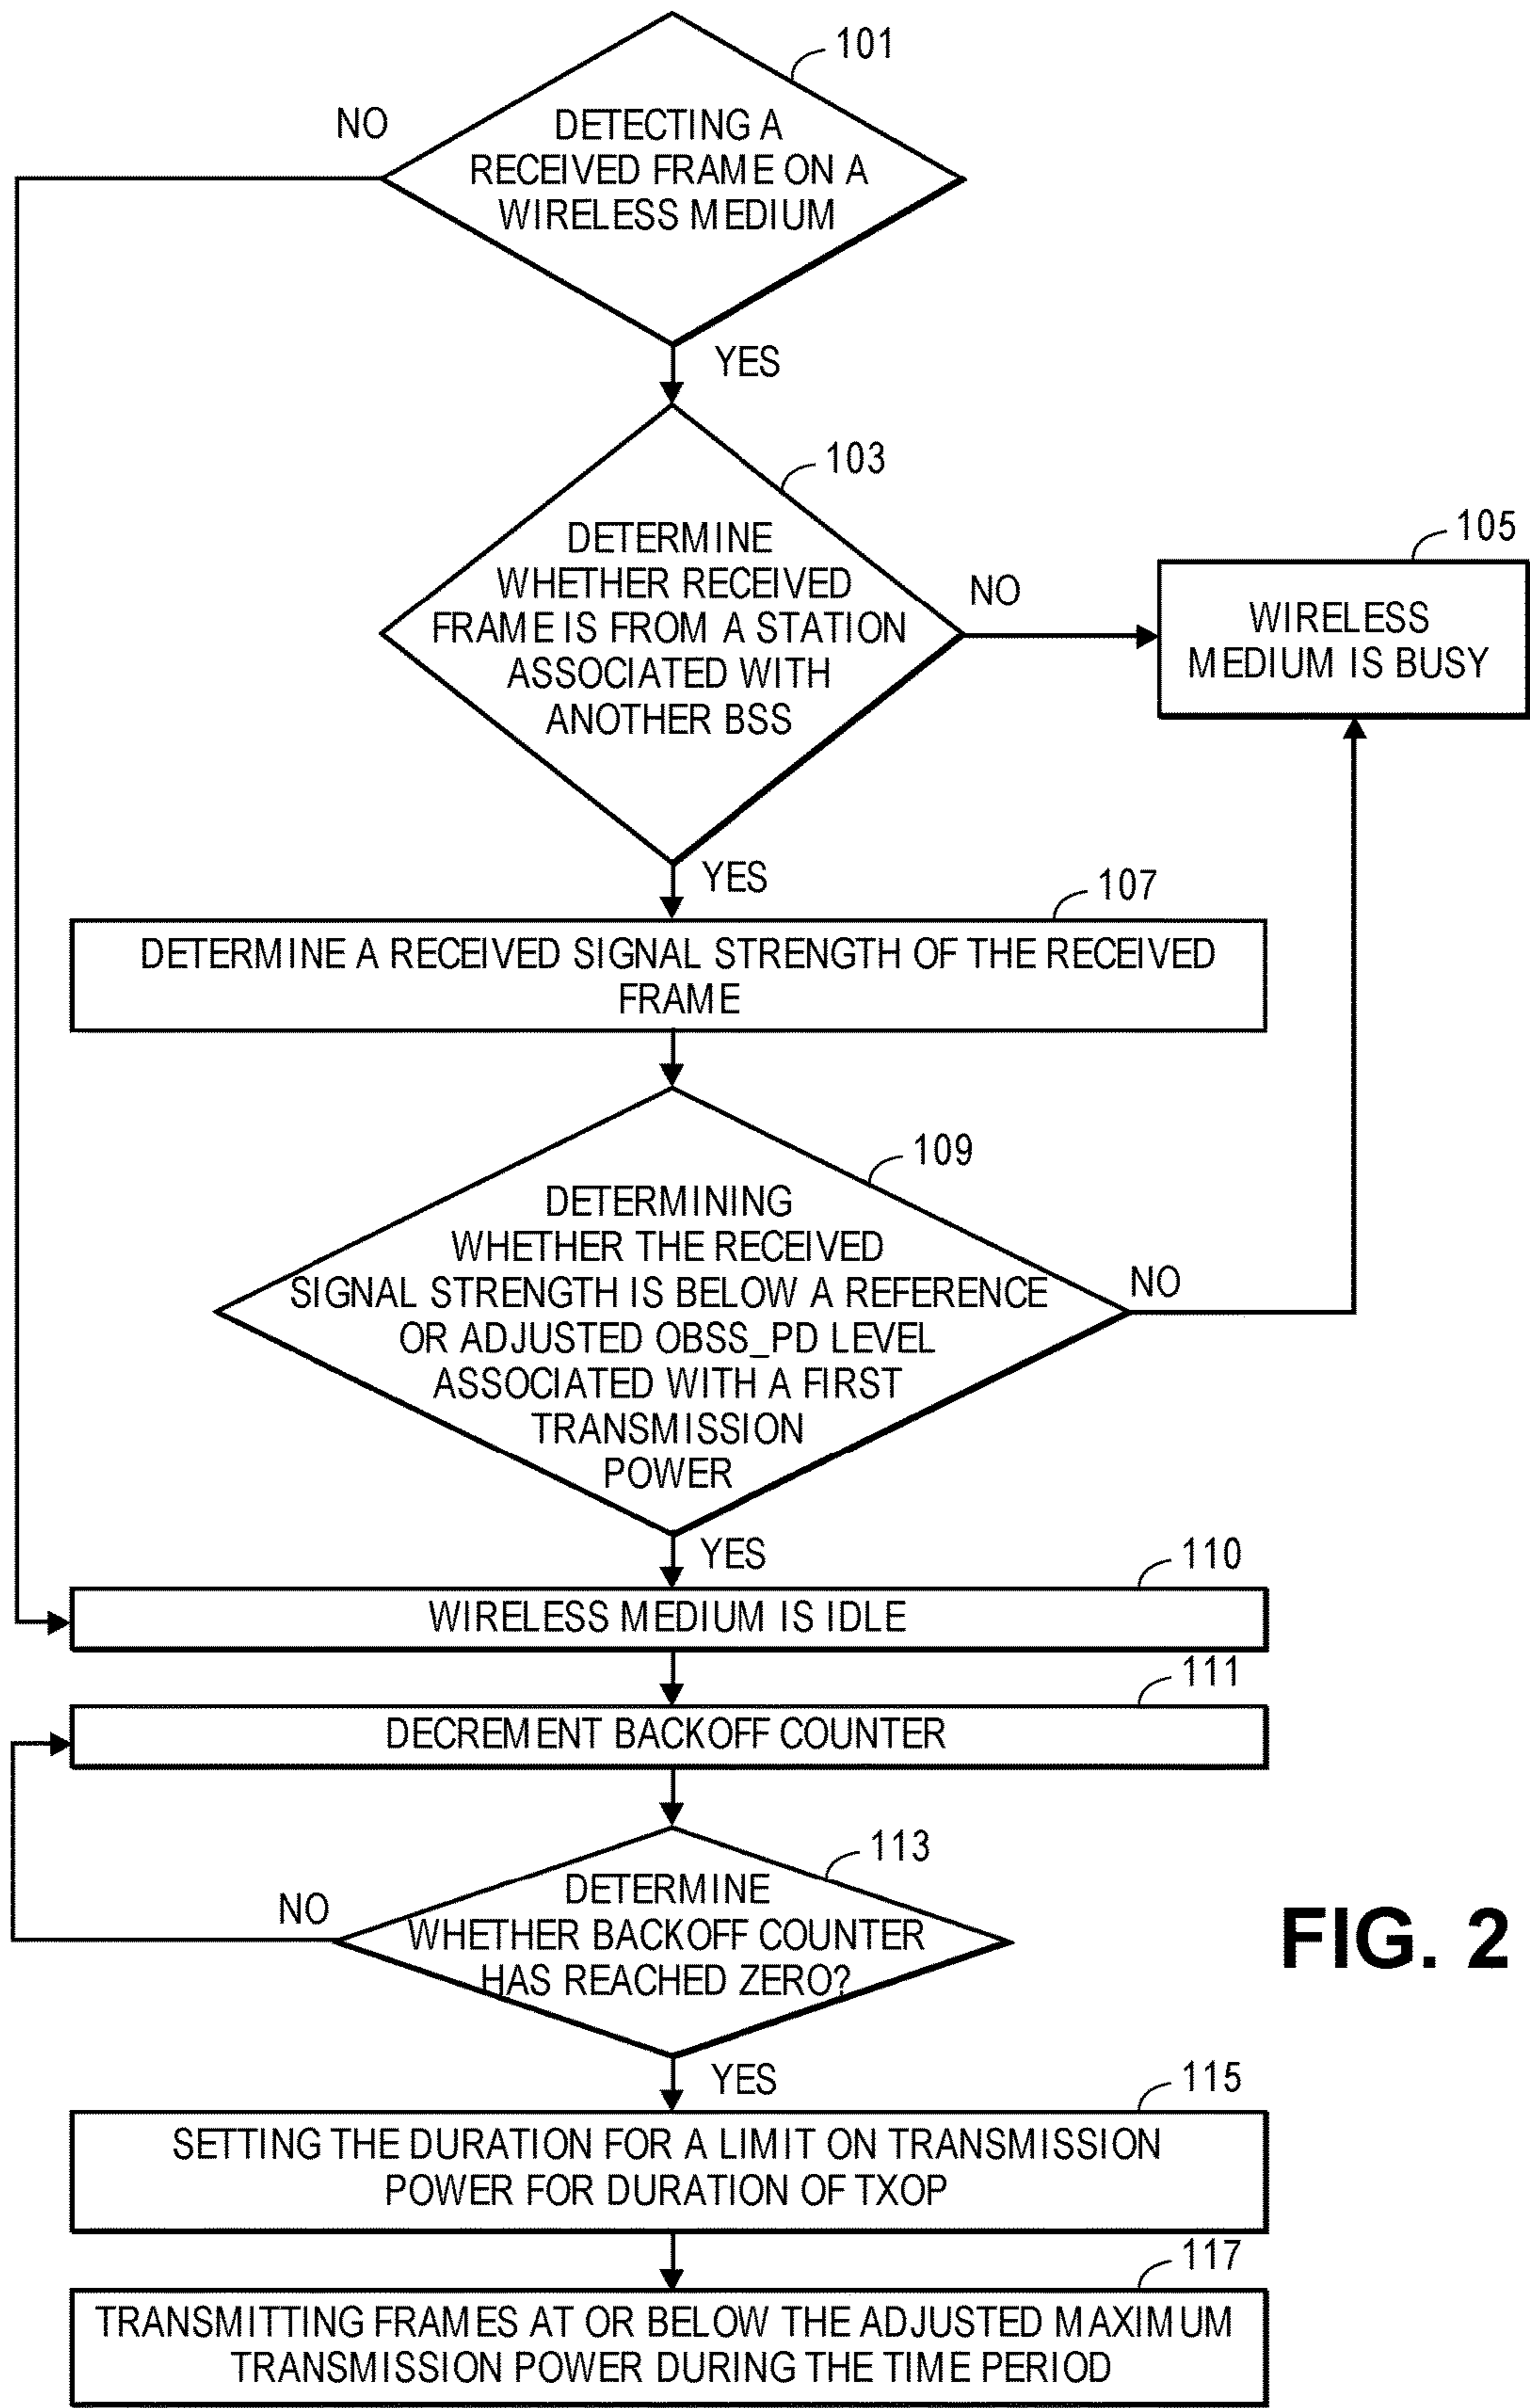 101
NO
DETECTING A
RECEIVED FRAME ON A
WIRELESS MEDIUM
YES
103
DETERMINE
WHETHER RECEIVED
FRAME IS FROM A STATION
ASSOCIATED WITH
ANOTHER BSS
NO
105
WIRELESS
MEDIUM IS BUSY
YES
107
DETERMINE A RECEIVED SIGNAL STRENGTH OF THE RECEIVED
FRAME
109
DETERMINING
WHETHER THE RECEIVED
SIGNAL STRENGTH IS BELOW A REFERENCE
OR ADJUSTED OBSS_PD LEVEL
ASSOCIATED WITH A FIRST
TRANSMISSION
POWER
NO
YES
110
WIRELESS MEDIUM IS IDLE
111
DECREMENT BACKOFF COUNTER
113
NO
DETERMINE
WHETHER BACKOFF COUNTER
HAS REACHED ZERO?
FIG. 2
YES
115
SETTING THE DURATION FOR A LIMIT ON TRANSMISSION
POWER FOR DURATION OF TXOP
117
TRANSMITTING FRAMES AT OR BELOW THE ADJUSTED MAXIMUM
TRANSMISSION POWER DURING THE TIME PERIOD